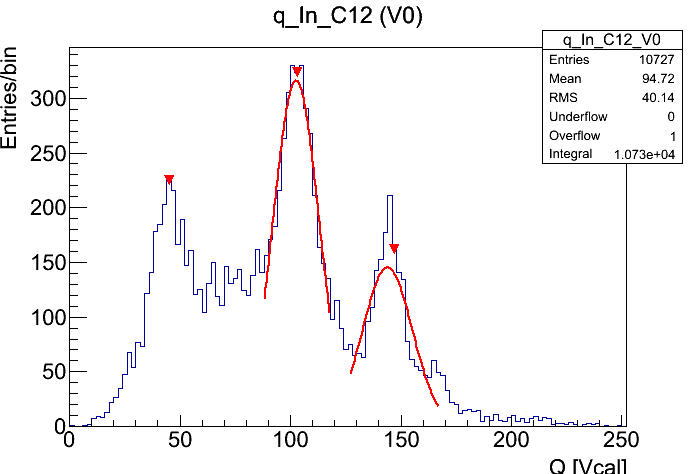 q_In_C12 (V0)
q_In_C12_V0
Entries 10727
Mean 94.72
RMS 40.14
Underflow 0
Overflow 1
Integral 1.073e+04
Entries/bin
300
250
200
150
100
50
0
0 50 100 150 200 250
Q [Vcal]